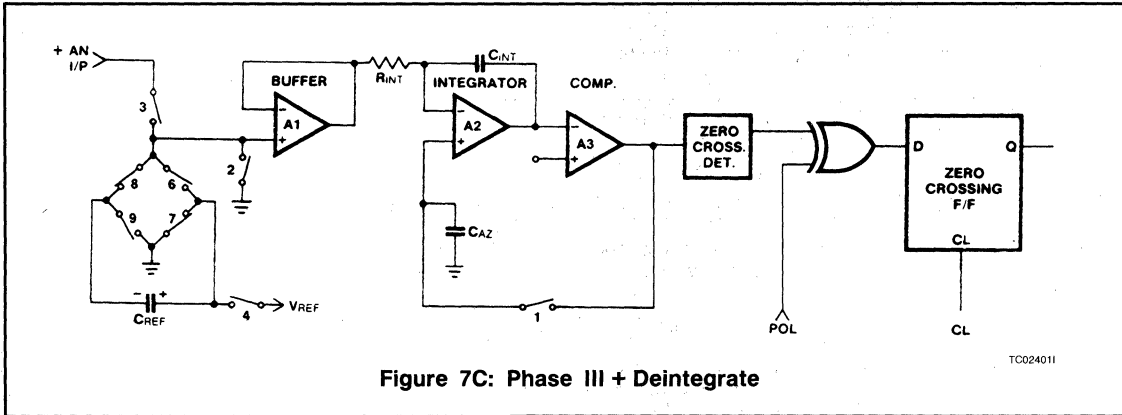 + AN
I/P
3
BUFFER
- A1 +
2
RINT
CINT
INTEGRATOR
- A2 +
COMP.
- A3 +
ZERO
CROSS.
DET.
D Q
ZERO
CROSSING
F/F
CL
8 6
9 7
- +
CREF
4
VREF
CAZ
1
POL
CL
TC02401I
Figure 7C: Phase III + Deintegrate